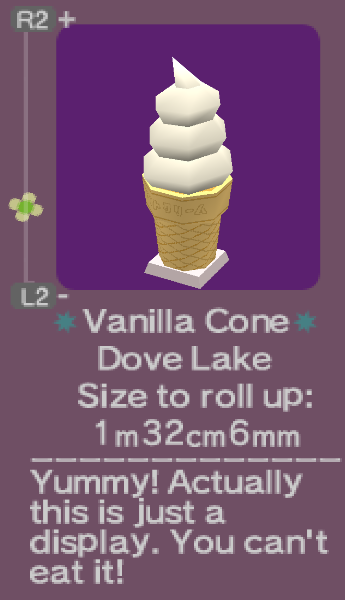 R2 +
L2 -
Vanilla Cone
Dove Lake
Size to roll up:
1m32cm6mm
Yummy! Actually
this is just a
display. You can't
eat it!